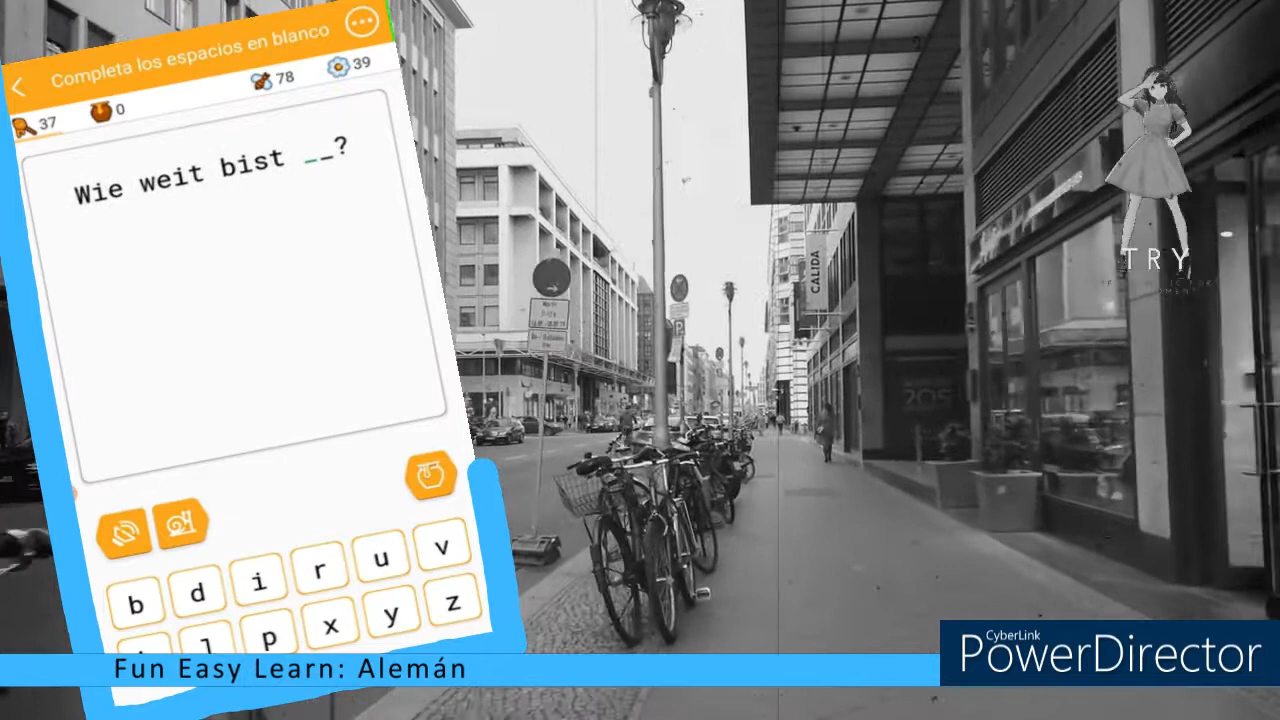 Completa los espacios en blanco
37
0
78
39
Wie weit bist __?
b d i r u v
l p x y z
CALIDA
P
205
TRY
Fun Easy Learn: Alemán
CyberLink
PowerDirector